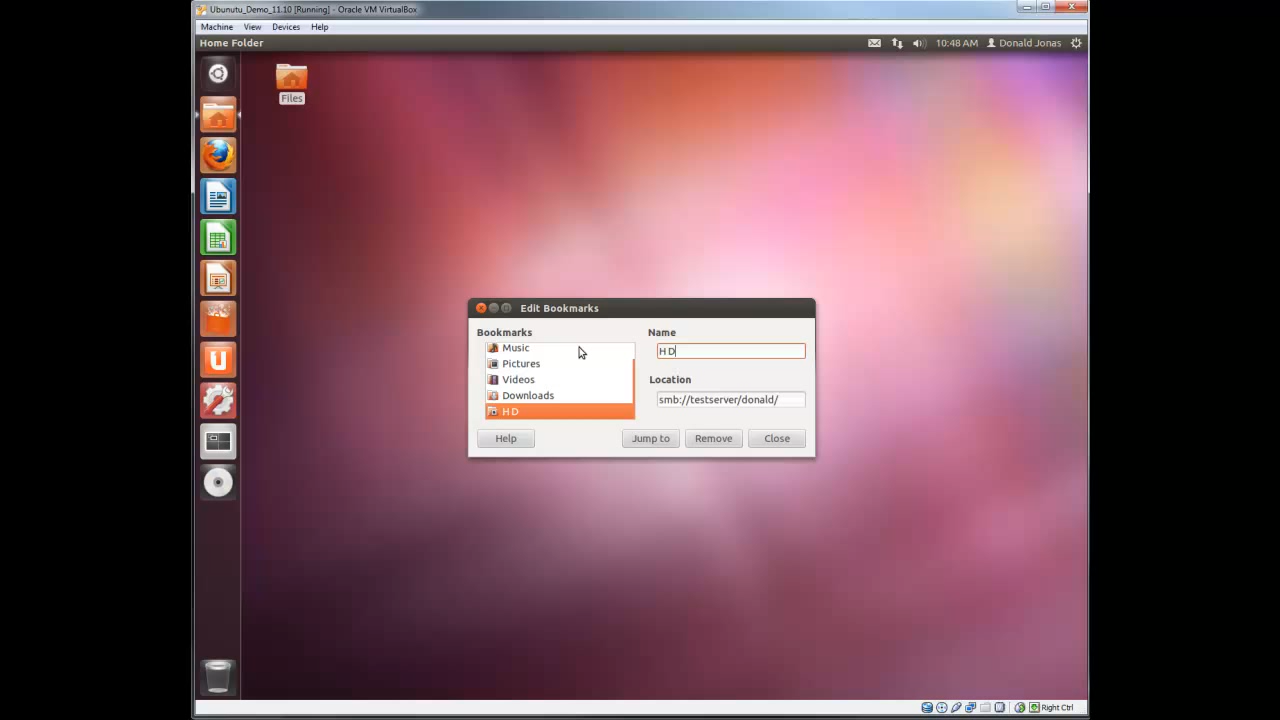 Ubunutu_Demo_11.10 [Running] - Oracle VM VirtualBox
Machine View Devices Help
Home Folder 10:48 AM Donald Jonas
Files
Edit Bookmarks
Bookmarks Name
Music
H D
Pictures
Videos Location
Downloads smb://testserver/donald/
H D
Help Jump to Remove Close
Right Ctrl